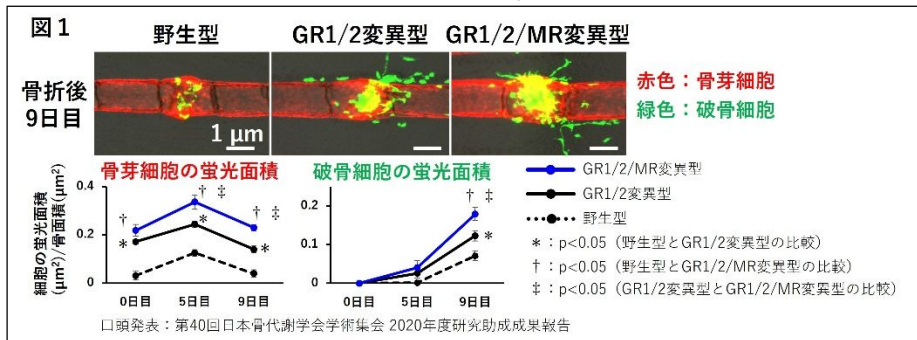 図1
野生型
GR1/2変異型
GR1/2/MR変異型
骨折後
9日目
1 μm
赤色：骨芽細胞
緑色：破骨細胞
骨芽細胞の蛍光面積
破骨細胞の蛍光面積
細胞の蛍光面積
(μm²)/骨面積(μm²)
0.4
0.2
0
† † ‡ † ‡
* * *
0日目 5日目 9日目
0.2
0.1
0
† ‡
*
0日目 5日目 9日目
GR1/2/MR変異型
GR1/2変異型
野生型
*：p<0.05（野生型とGR1/2変異型の比較）
†：p<0.05（野生型とGR1/2/MR変異型の比較）
‡：p<0.05（GR1/2変異型とGR1/2/MR変異型の比較）
口頭発表：第40回日本骨代謝学会学術集会 2020年度研究助成成果報告